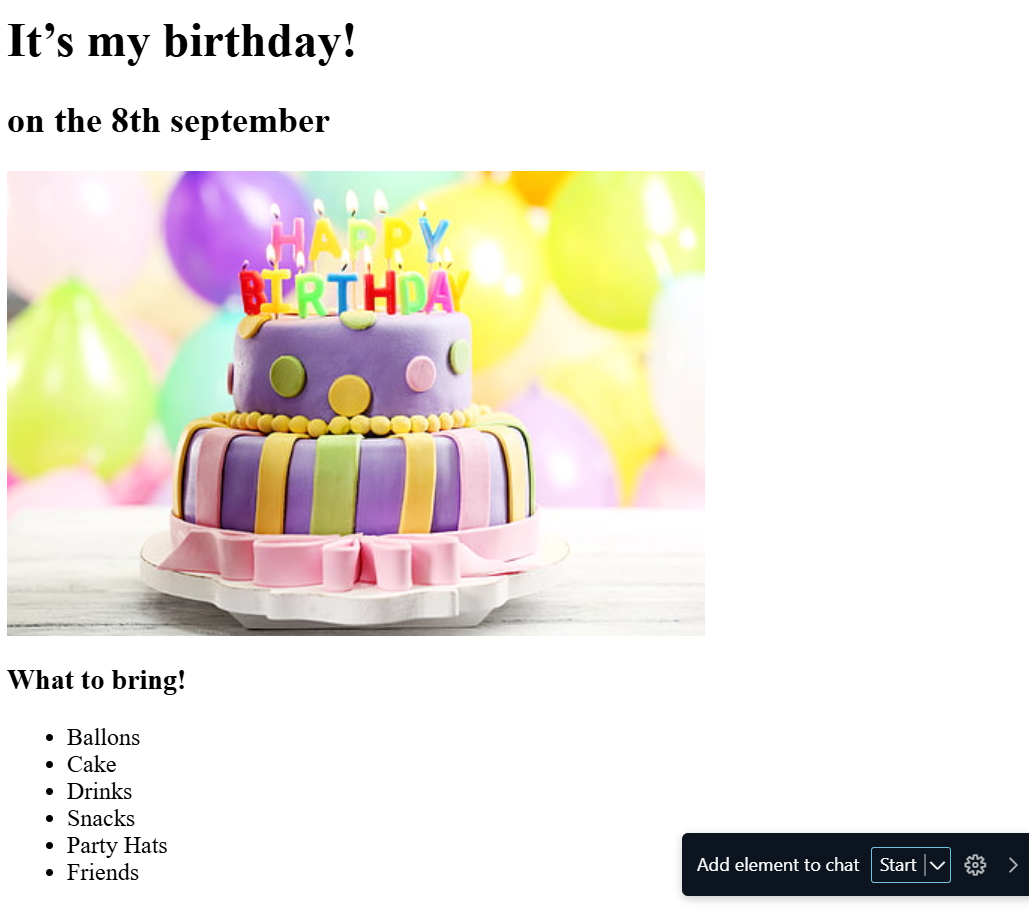 It’s my birthday!
on the 8th september
HAPPY
BIRTHDAY
What to bring!
Ballons
Cake
Drinks
Snacks
Party Hats
Friends
Add element to chat Start